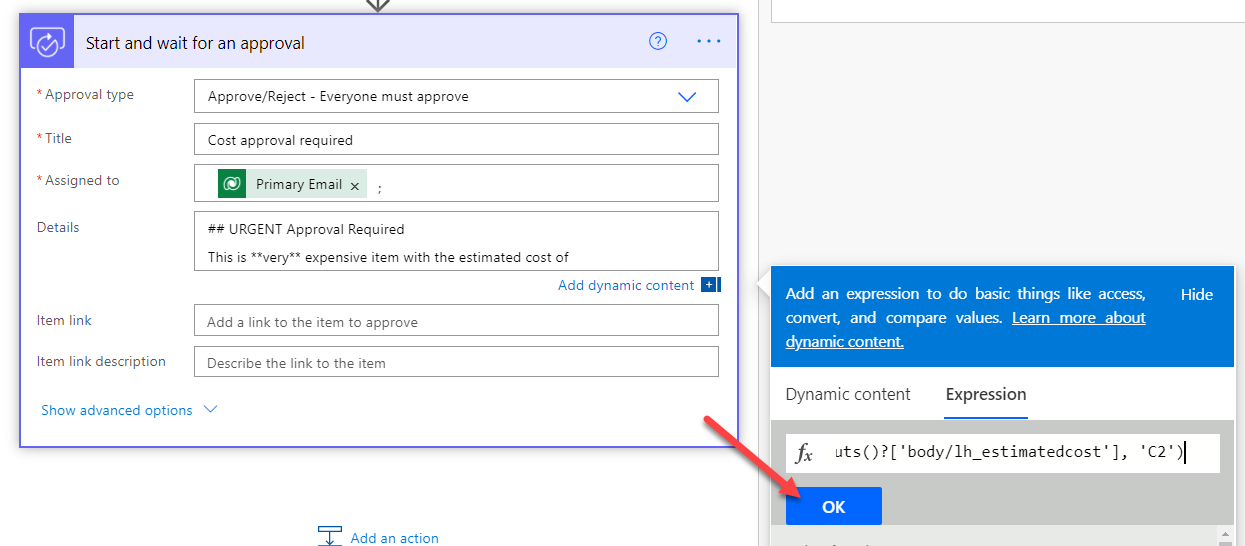 Start and wait for an approval
* Approval type
Approve/Reject - Everyone must approve
* Title
Cost approval required
* Assigned to
Primary Email × ;
Details
## URGENT Approval Required
This is **very** expensive item with the estimated cost of
Add dynamic content
Item link
Add a link to the item to approve
Item link description
Describe the link to the item
Show advanced options
Add an action
Add an expression to do basic things like access,
convert, and compare values. Learn more about
dynamic content.
Hide
Dynamic content
Expression
fx
uts()?['body/lh_estimatedcost'], 'C2')
OK